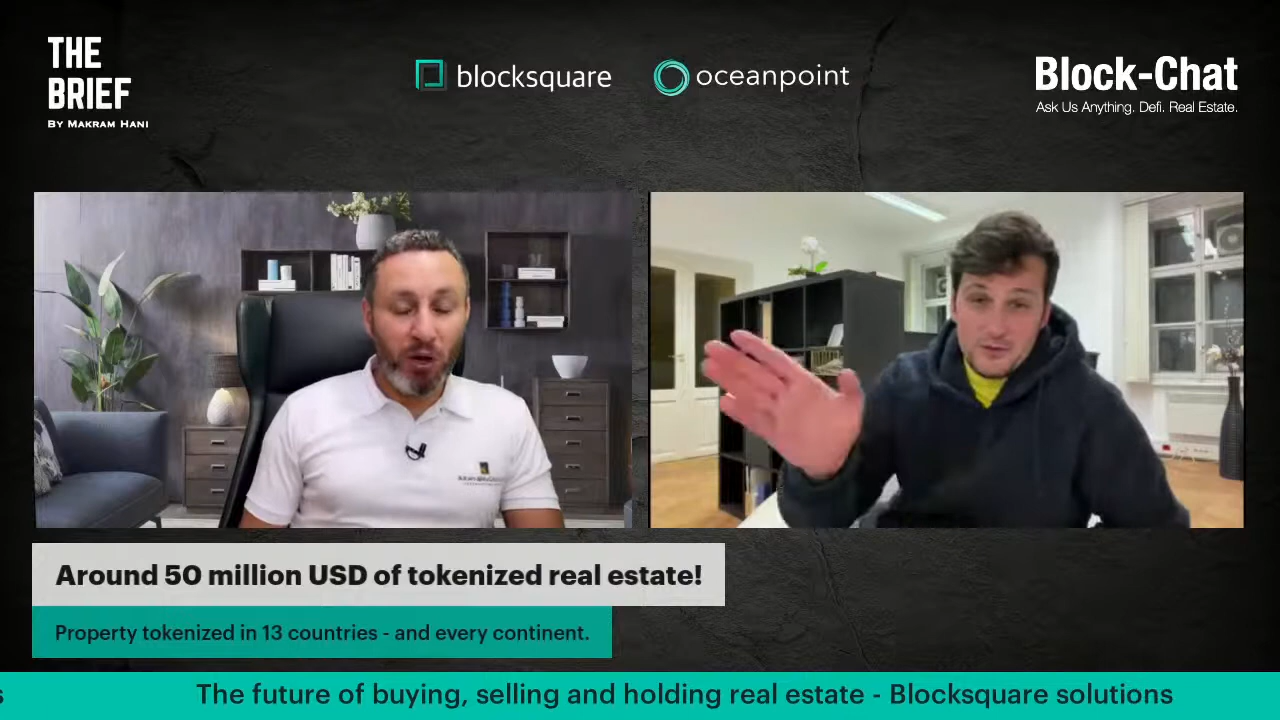 THE
BRIEF
BY MAKRAM HANI
blocksquare
oceanpoint
Block-Chat
Ask Us Anything. Defi. Real Estate.
Around 50 million USD of tokenized real estate!
Property tokenized in 13 countries - and every continent.
s The future of buying, selling and holding real estate - Blocksquare solutions